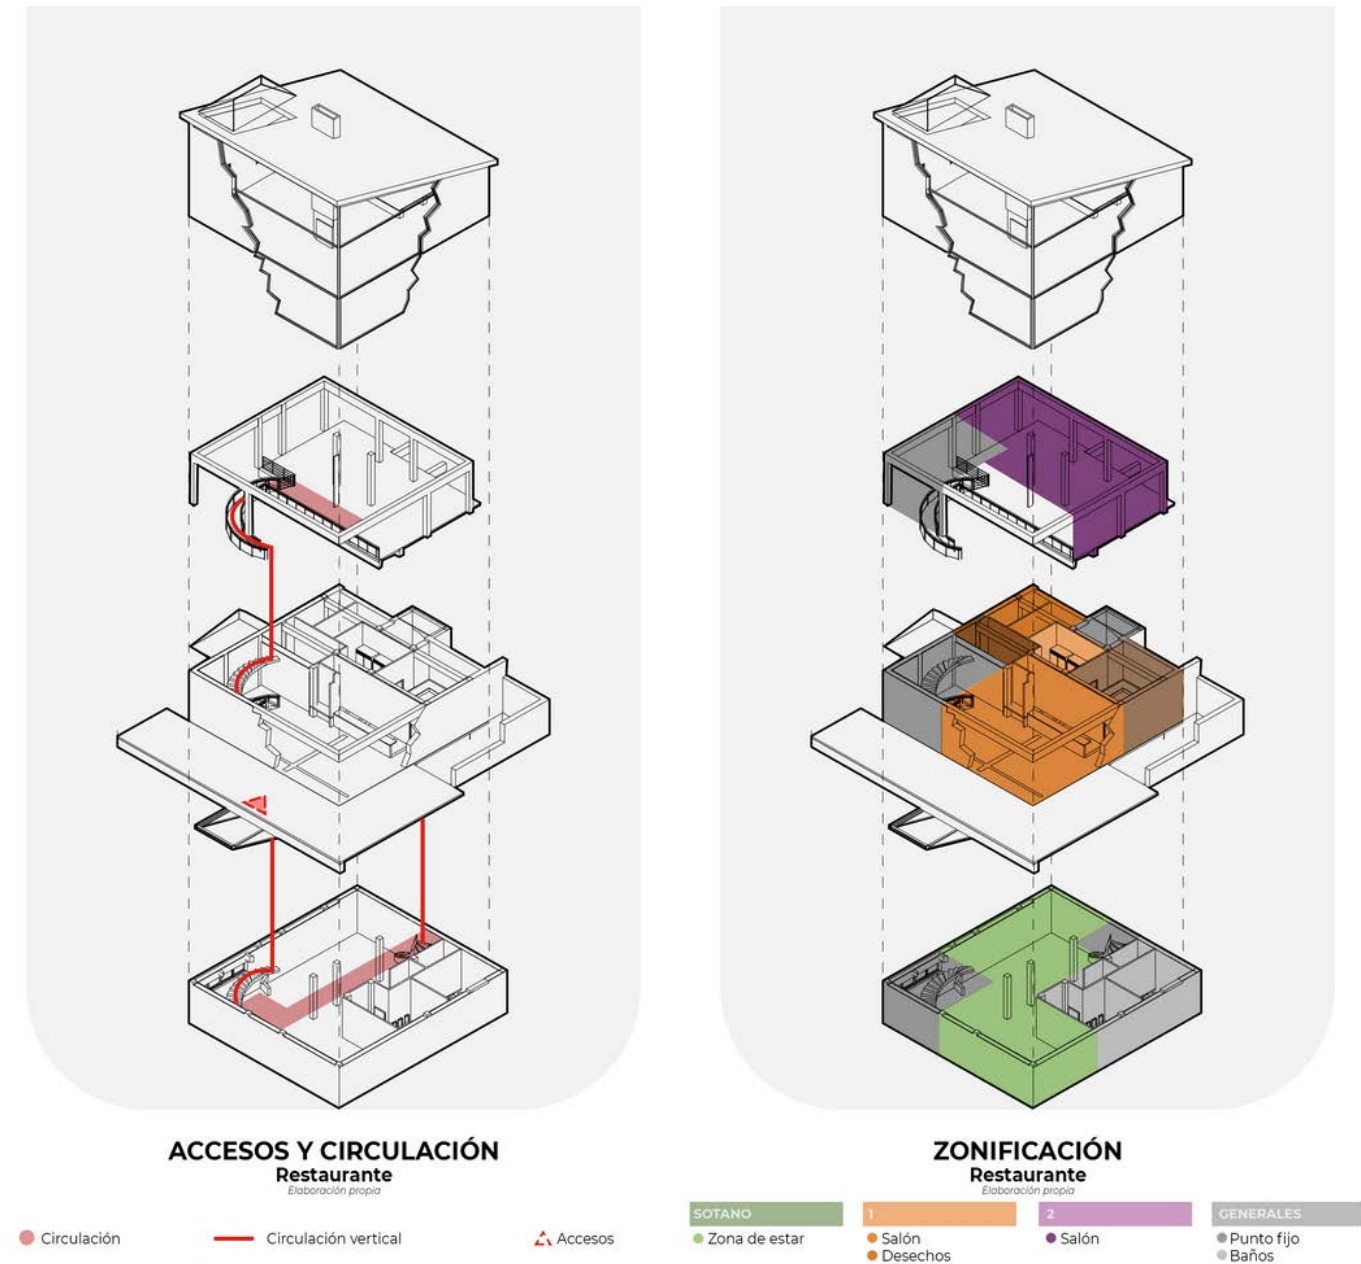 ACCESOS Y CIRCULACIÓN
Restaurante
Elaboración propia
Circulación
Circulación vertical
Accesos
ZONIFICACIÓN
Restaurante
Elaboración propia
SOTANO
Zona de estar
1
Salón
Desechos
2
Salón
GENERALES
Punto fijo
Baños